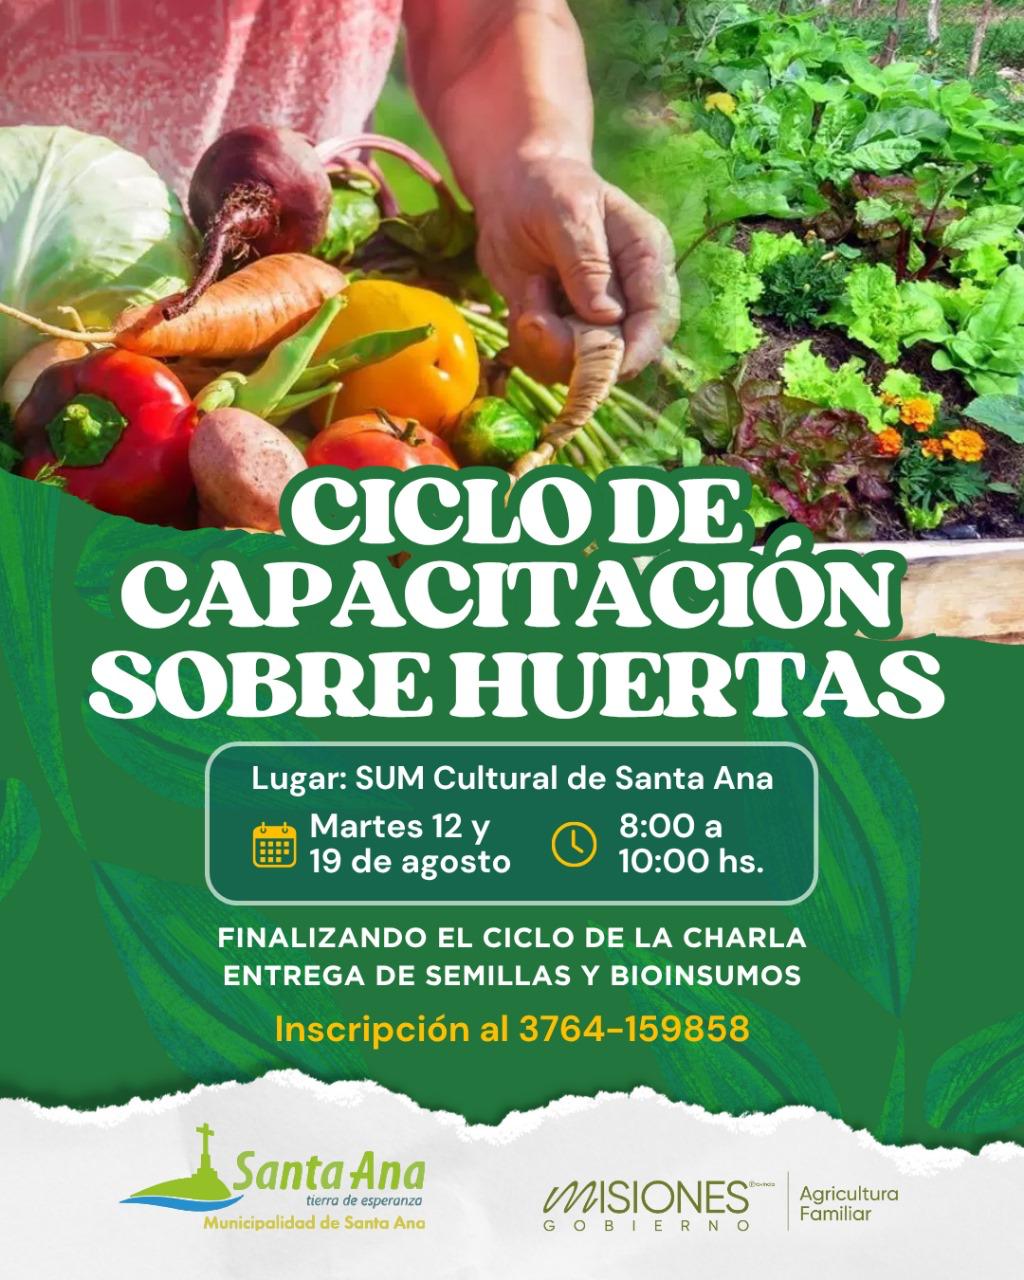 CICLO DE
CAPACITACIÓN
SOBRE HUERTAS
Lugar: SUM Cultural de Santa Ana
Martes 12 y
19 de agosto
8:00 a
10:00 hs.
FINALIZANDO EL CICLO DE LA CHARLA
ENTREGA DE SEMILLAS Y BIOINSUMOS
Inscripción al 3764-159858
Santa Ana
tierra de esperanza
Municipalidad de Santa Ana
MISIONES Provincia
GOBIERNO
Agricultura
Familiar